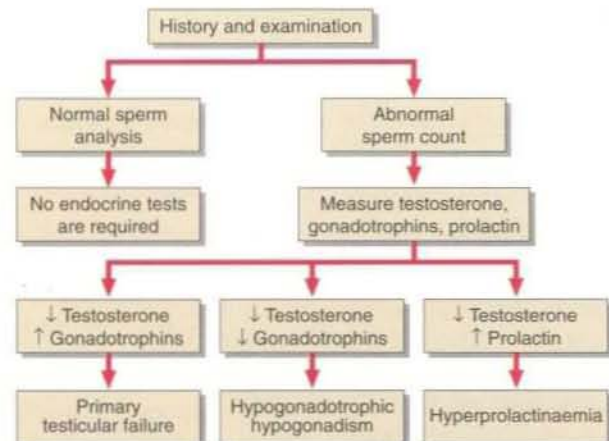 History and examination
Normal sperm
analysis
Abnormal
sperm count
No endocrine tests
are required
Measure testosterone,
gonadotrophins, prolactin
↓ Testosterone
↑ Gonadotrophins
↓ Testosterone
↓ Gonadotrophins
↓ Testosterone
↑ Prolactin
Primary
testicular failure
Hypogonadotrophic
hypogonadism
Hyperprolactinaemia